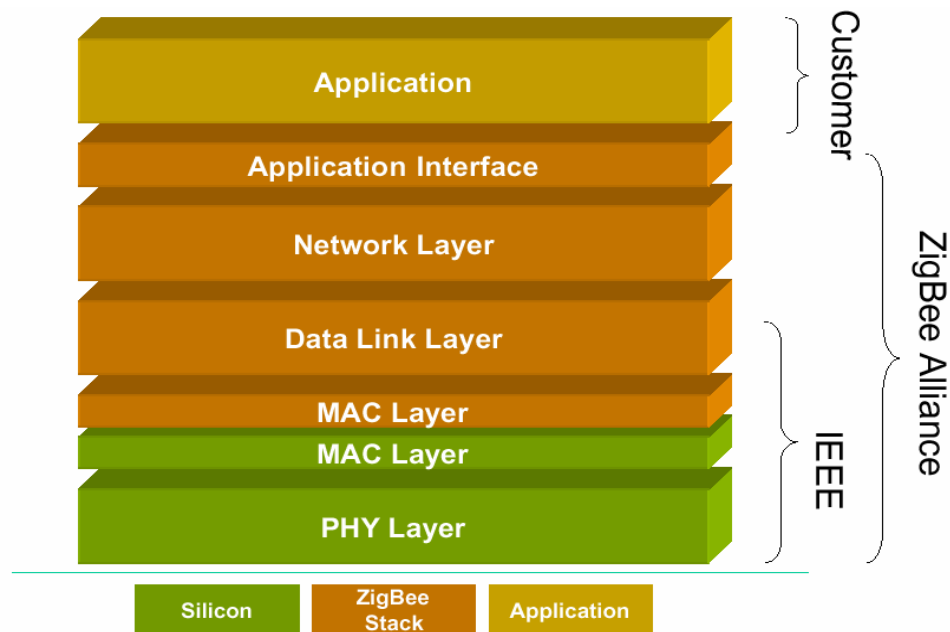 Application
Application Interface
Network Layer
Data Link Layer
MAC Layer
MAC Layer
PHY Layer
Customer
ZigBee Alliance
IEEE
Silicon
ZigBee
Stack
Application